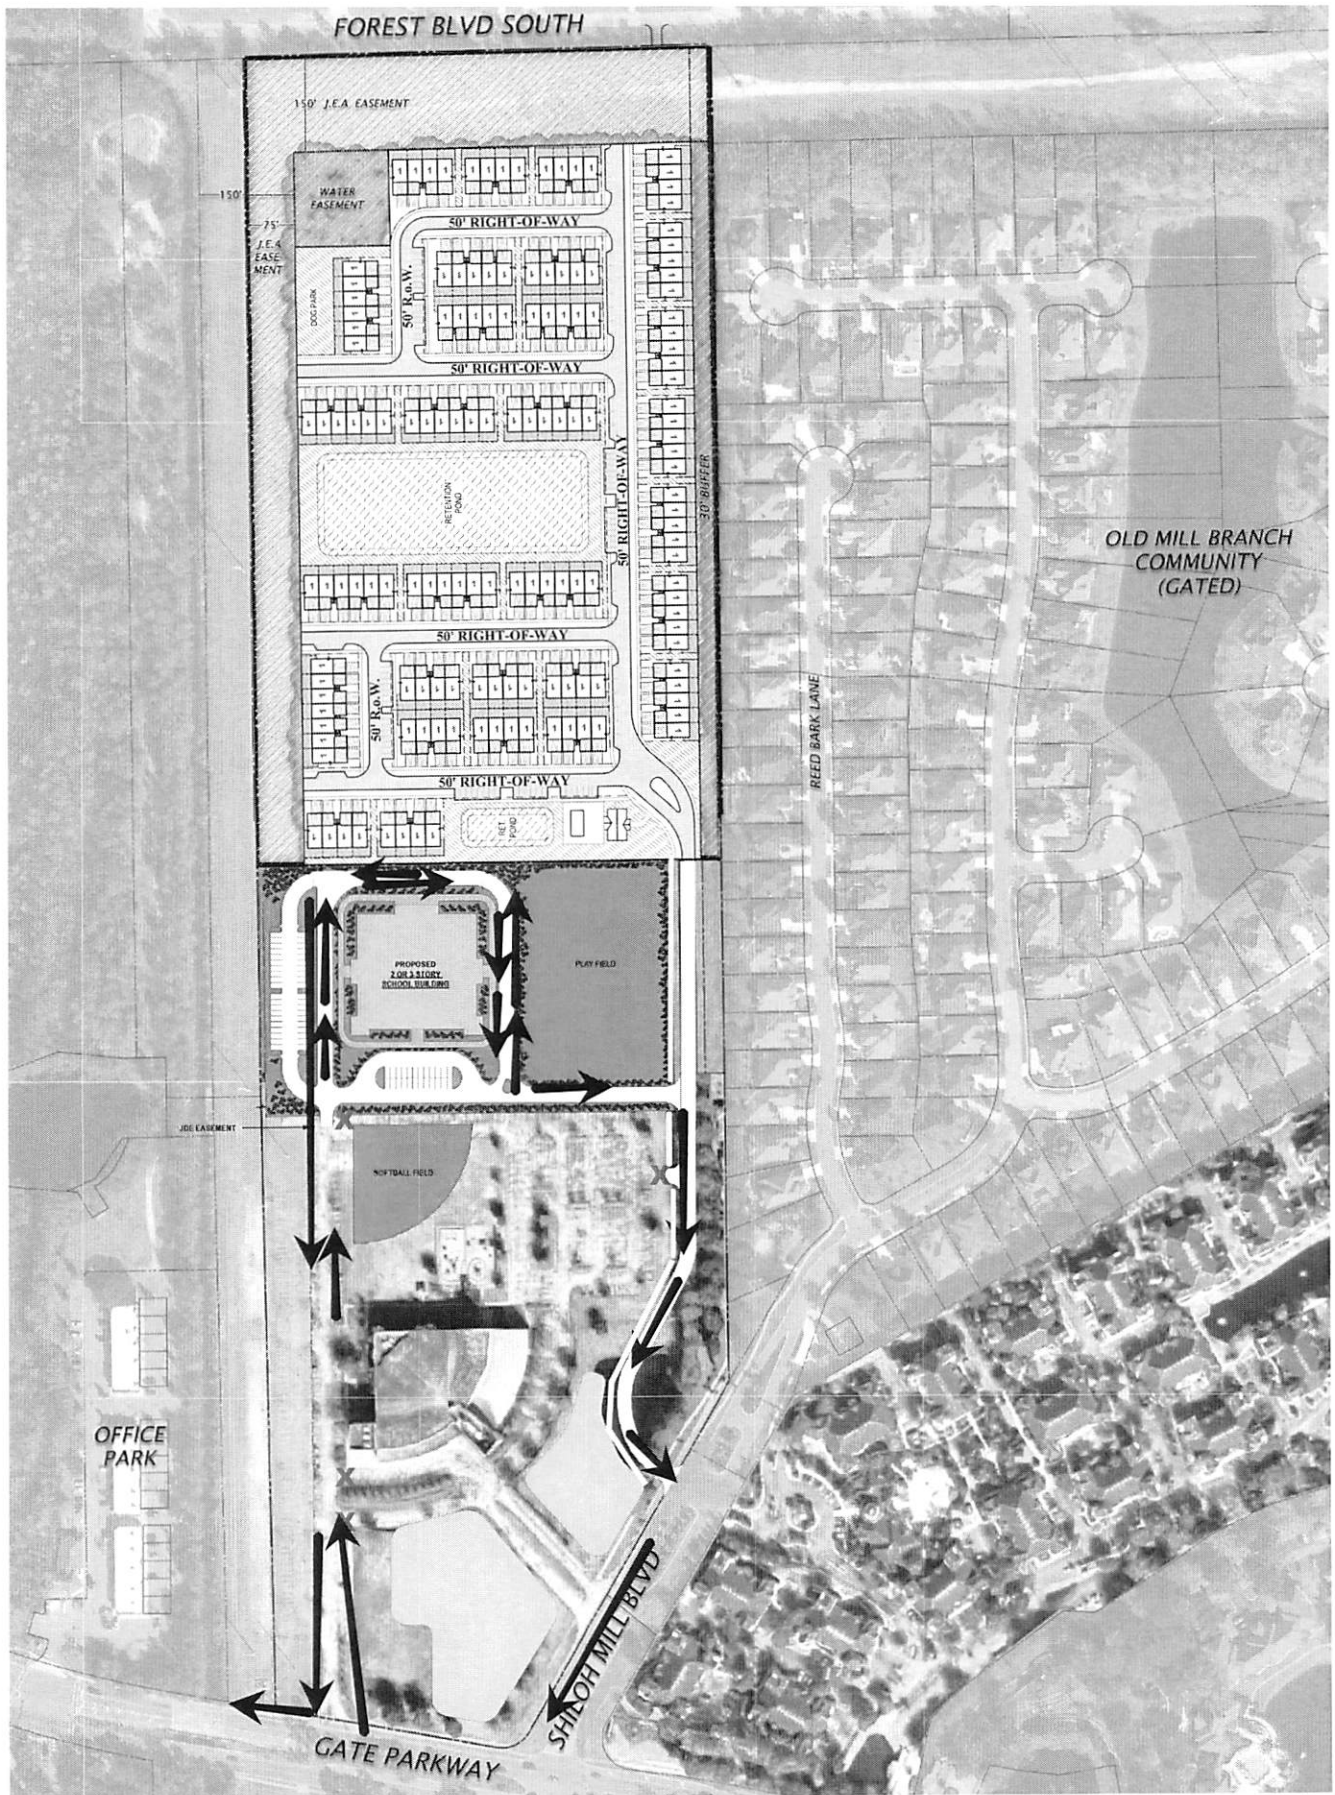 FOREST BLVD SOUTH
150' J.E.A. EASEMENT
WATER
EASEMENT
150'
75'
J.E.A
EASE
MENT
50' RIGHT-OF-WAY
50' R.o.W.
DOG PARK
50' RIGHT-OF-WAY
50' RIGHT-OF-WAY
30' BUFFER
RETENTION
POND
OLD MILL BRANCH
COMMUNITY
(GATED)
50' RIGHT-OF-WAY
50' R.o.W.
REED BARK LANE
50' RIGHT-OF-WAY
RET
POND
PROPOSED
2 OR 3 STORY
SCHOOL BUILDING
PLAY FIELD
JDE EASEMENT
X
SOFTBALL FIELD
X
OFFICE
PARK
X
X
SHILOH MILL BLVD
GATE PARKWAY